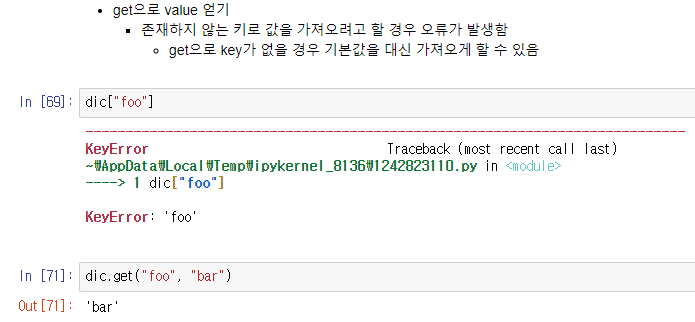 get으로 value 얻기
존재하지 않는 키로 값을 가져오려고 할 경우 오류가 발생함
get으로 key가 없을 경우 기본값을 대신 가져오게 할 수 있음
In [69]: dic["foo"]
---------------------------------------------------------------------------
KeyError                                  Traceback (most recent call last)
~₩AppData₩Local₩Temp₩ipykernel_8136₩1242823110.py in <module>
----> 1 dic["foo"]
KeyError: 'foo'
In [71]: dic.get("foo", "bar")
Out[71]: 'bar'